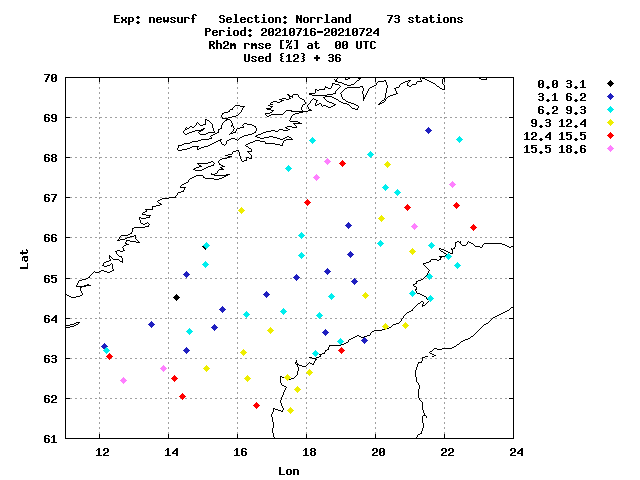 Exp: newsurf   Selection: Norrland     73 stations
Period: 20210716-20210724
Rh2m rmse [%] at  00 UTC
Used {12} + 36
70
69
68
67
66
65
64
63
62
61
Lat
12 14 16 18 20 22 24
Lon
0.0 3.1
3.1 6.2
6.2 9.3
9.3 12.4
12.4 15.5
15.5 18.6